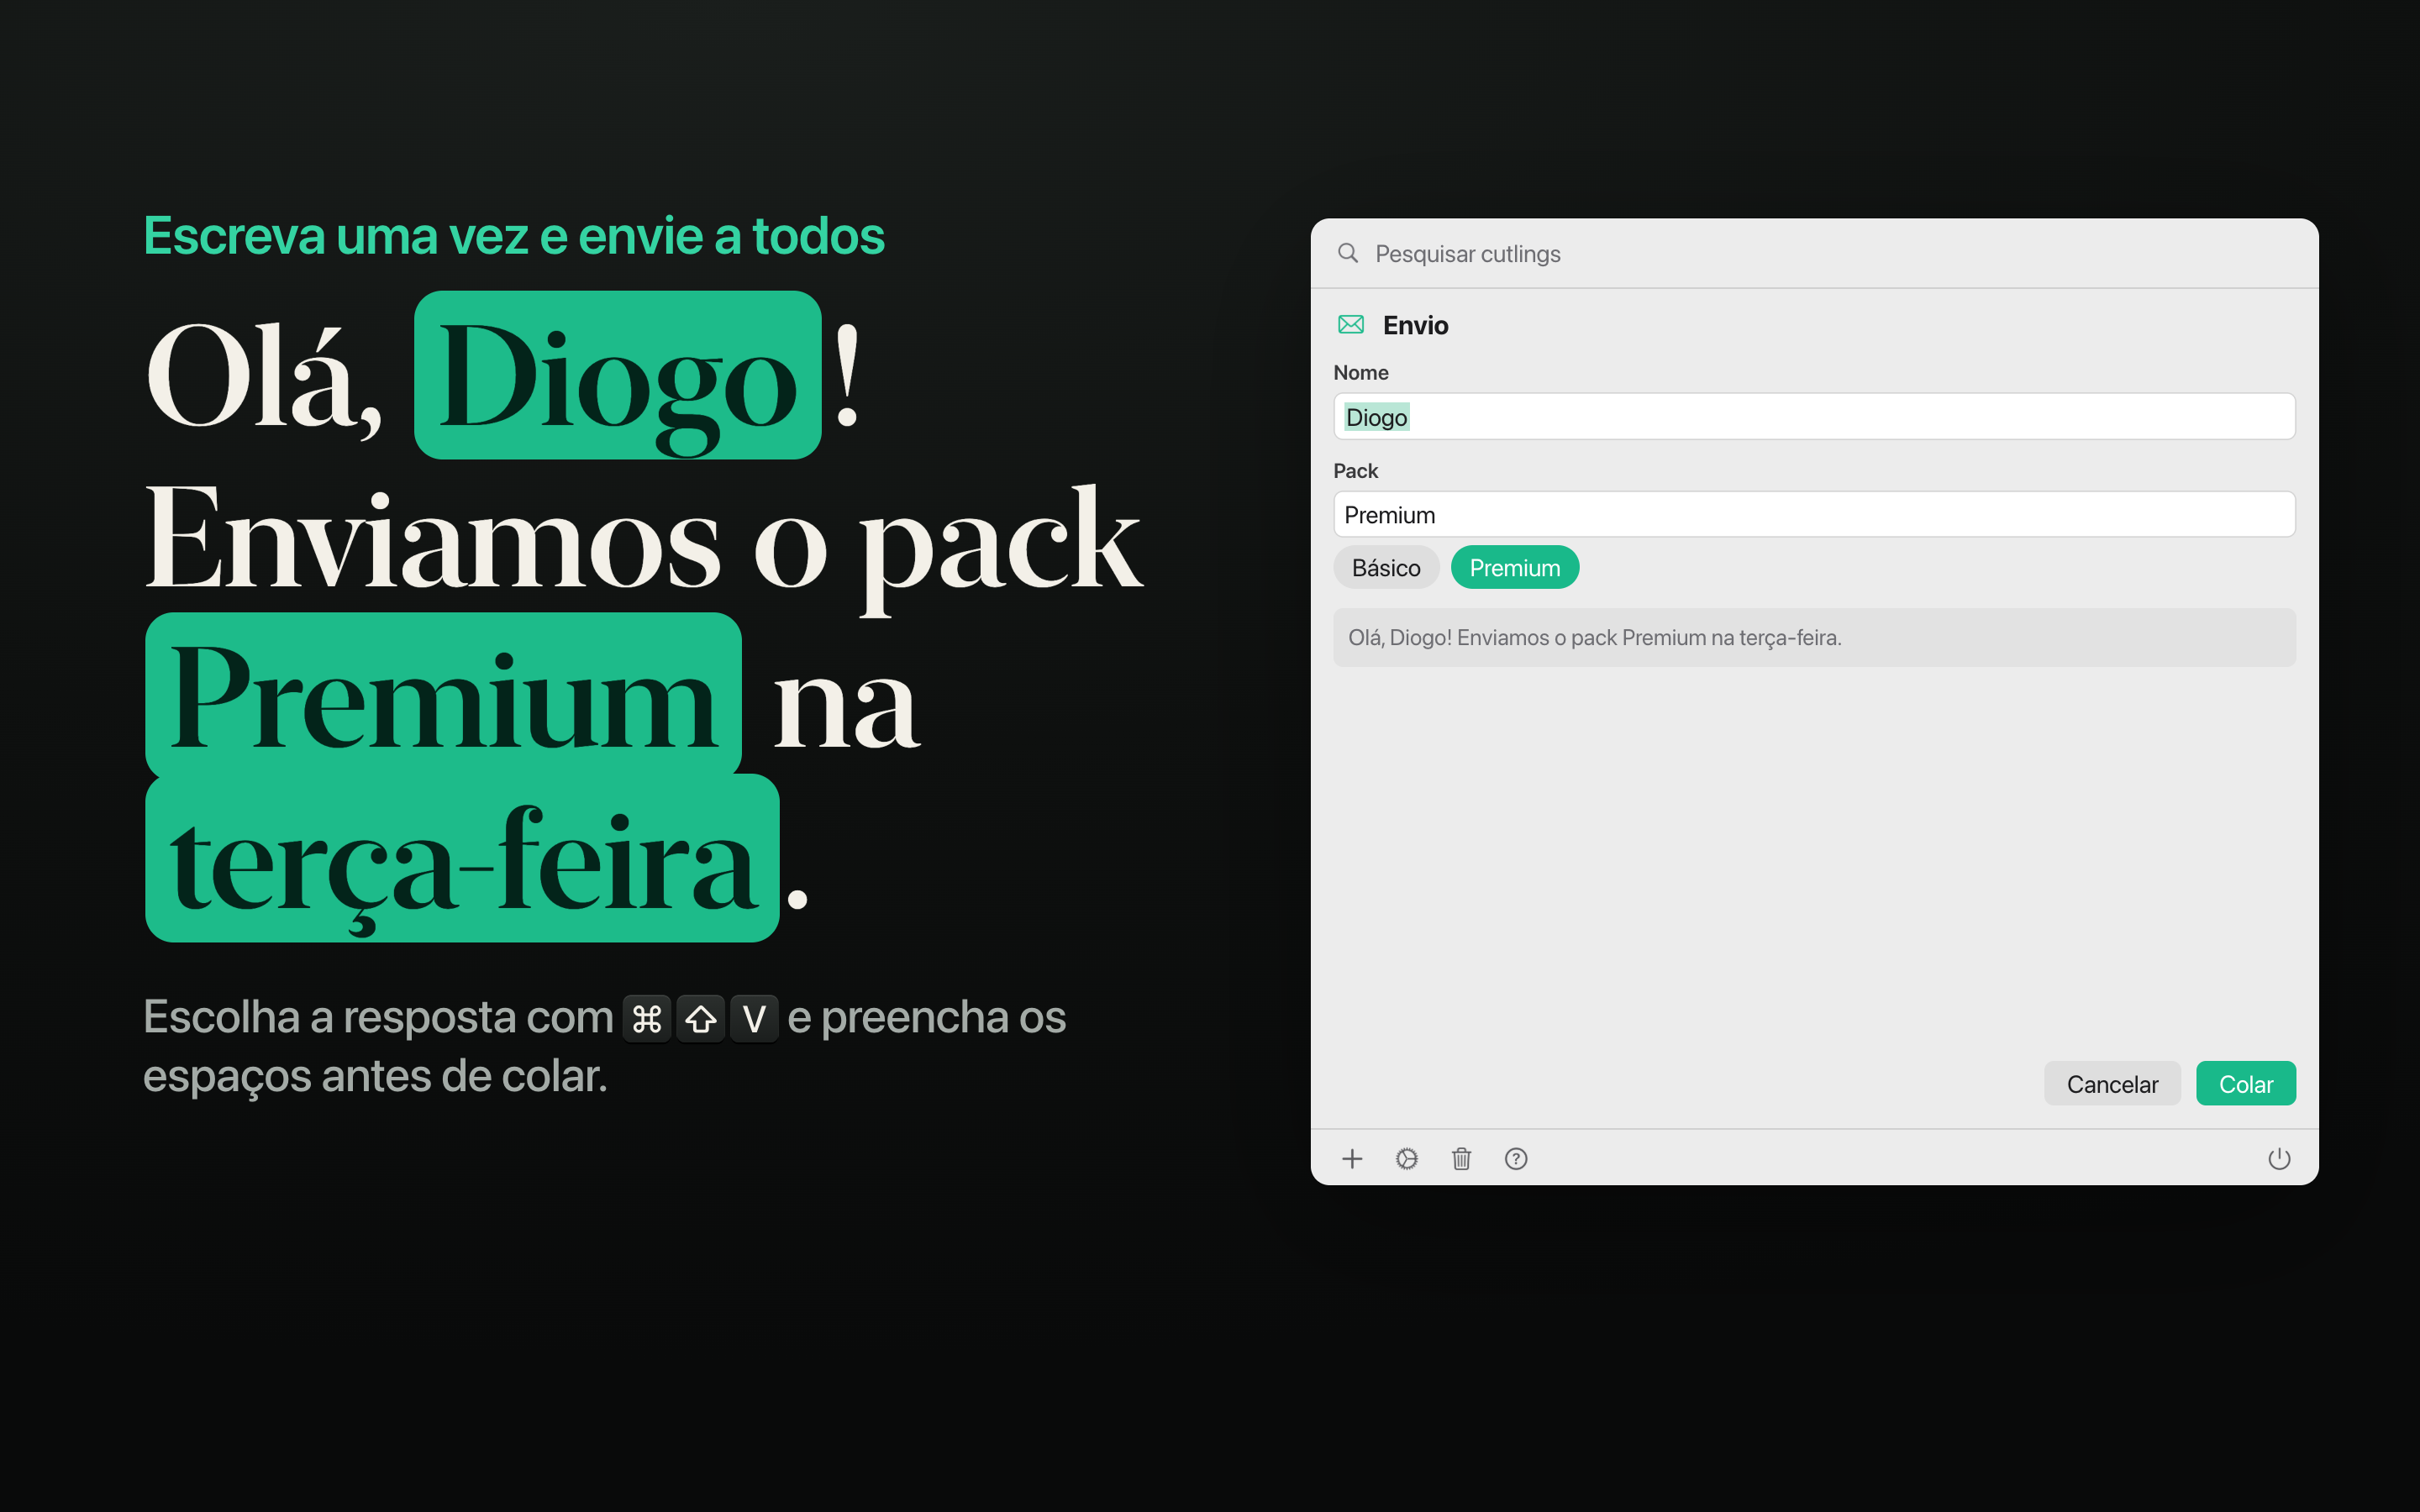 Escreva uma vez e envie a todos
Olá, Diogo!
Enviamos o pack
Premium na
terça-feira.
Escolha a resposta com ⌘ ⇧ V e preencha os
espaços antes de colar.
Pesquisar cutlings
Envio
Nome
Diogo
Pack
Premium
Básico Premium
Olá, Diogo! Enviamos o pack Premium na terça-feira.
Cancelar Colar